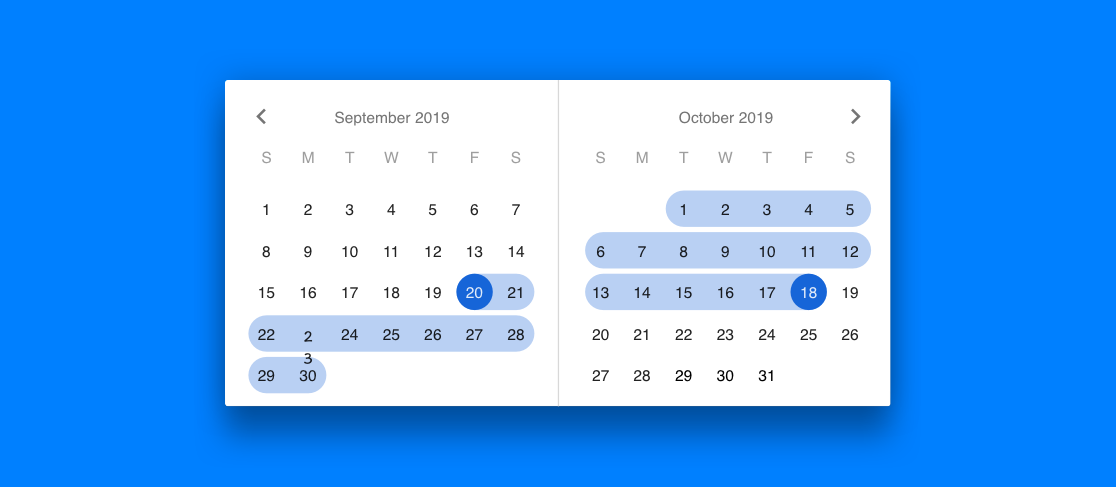 September 2019
S M T W T F S
1 2 3 4 5 6 7
8 9 10 11 12 13 14
15 16 17 18 19 20 21
22 23 24 25 26 27 28
29 30
October 2019
S M T W T F S
1 2 3 4 5
6 7 8 9 10 11 12
13 14 15 16 17 18 19
20 21 22 23 24 25 26
27 28 29 30 31